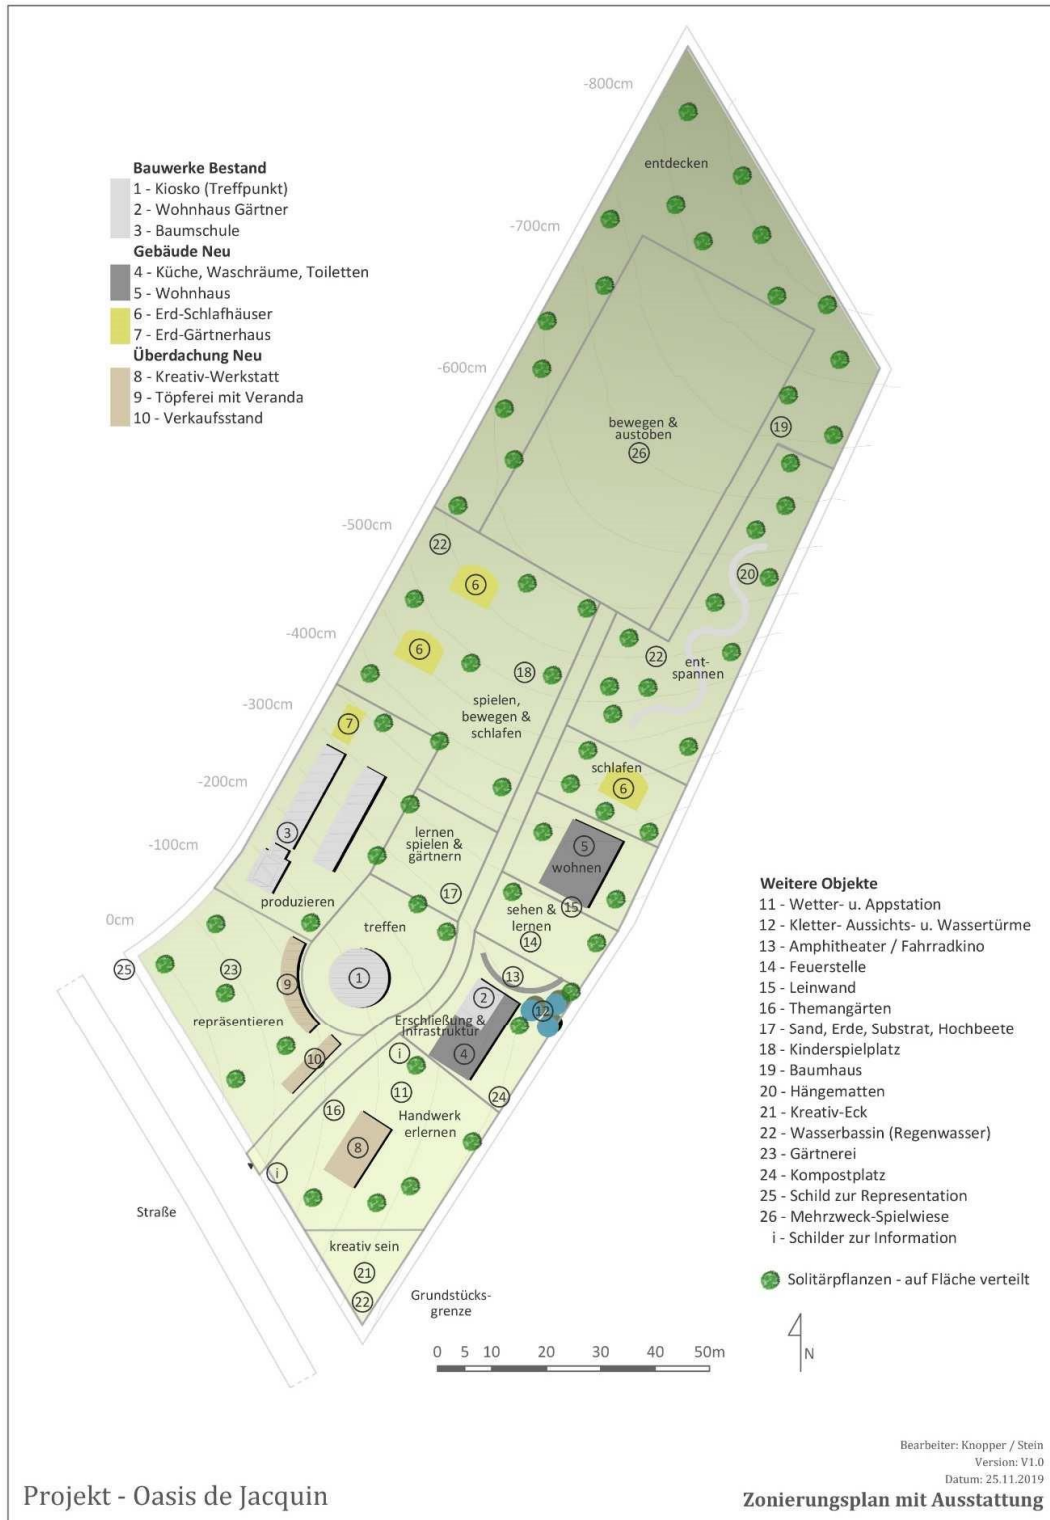 -800cm
entdecken
Bauwerke Bestand
1 - Kiosko (Treffpunkt)
2 - Wohnhaus Gärtner
3 - Baumschule
Gebäude Neu
4 - Küche, Waschräume, Toiletten
5 - Wohnhaus
6 - Erd-Schlafhäuser
7 - Erd-Gärtnerhaus
Überdachung Neu
8 - Kreativ-Werkstatt
9 - Töpferei mit Veranda
10 - Verkaufsstand
-700cm
-600cm
bewegen &
austoben
26
19
-500cm
22
6
20
-400cm
6
18
22
ent-
spannen
-300cm
spielen,
bewegen &
schlafen
7
-200cm
schlafen
6
-100cm
3
lernen
spielen &
gärtnern
5
wohnen
produzieren
17
15
0cm
treffen
sehen &
lernen
14
25
23
9
1
13
2
12
repräsentieren
Erschließung &
Infrastruktur
10
i
4
11
24
16
Handwerk
erlernen
8
i
Straße
kreativ sein
21
22
Grundstücks-
grenze
Weitere Objekte
11 - Wetter- u. Appstation
12 - Kletter- Aussichts- u. Wassertürme
13 - Amphitheater / Fahrradkino
14 - Feuerstelle
15 - Leinwand
16 - Themangärten
17 - Sand, Erde, Substrat, Hochbeete
18 - Kinderspielplatz
19 - Baumhaus
20 - Hängematten
21 - Kreativ-Eck
22 - Wasserbassin (Regenwasser)
23 - Gärtnerei
24 - Kompostplatz
25 - Schild zur Representation
26 - Mehrzweck-Spielwiese
i - Schilder zur Information
Solitärpflanzen - auf Fläche verteilt
0 5 10 20 30 40 50m
N
Bearbeiter: Knopper / Stein
Version: V1.0
Datum: 25.11.2019
Projekt - Oasis de Jacquin
Zonierungsplan mit Ausstattung